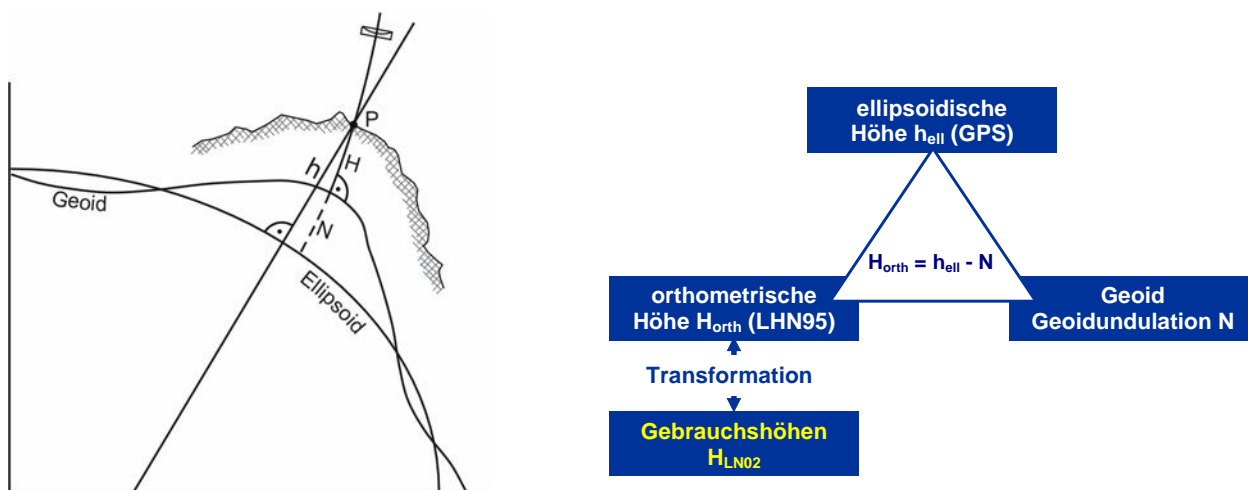 P
H
h
Geoid
N
Ellipsoid
ellipsoidische
Höhe hell (GPS)
Horth = hell - N
orthometrische
Höhe Horth (LHN95)
Geoid
Geoidundulation N
Transformation
Gebrauchshöhen
HLN02